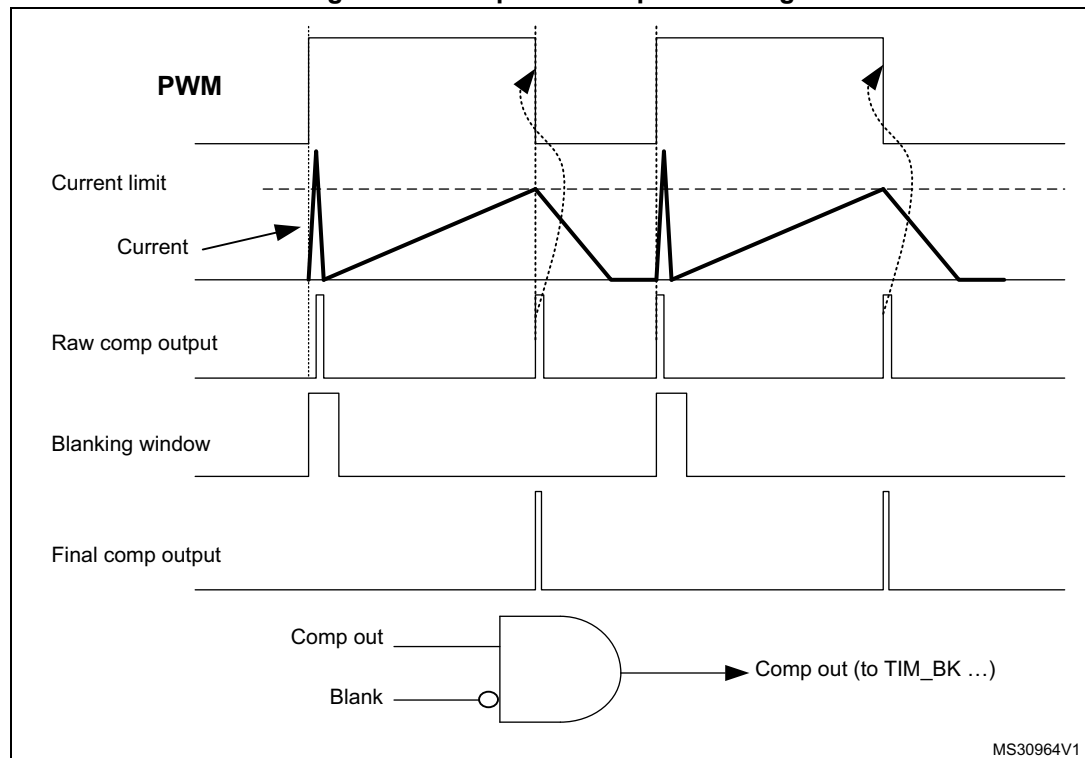 PWM
Current limit
Current
Raw comp output
Blanking window
Final comp output
Comp out
Comp out (to TIM_BK …)
Blank
MS30964V1